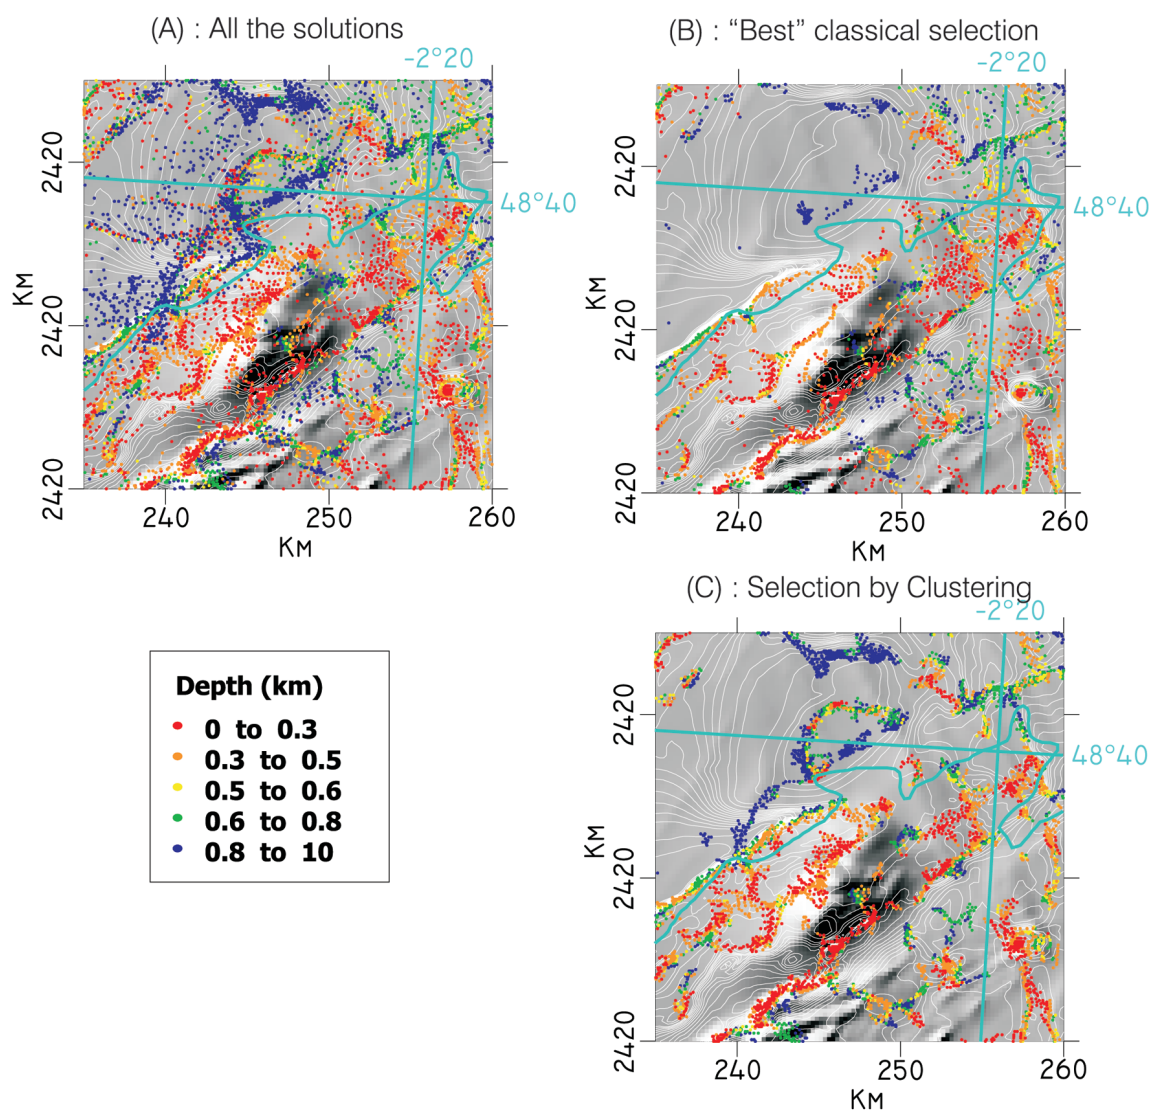 (A) : All the solutions
(B) : “Best” classical selection
-2°20
-2°20
2420
2420
48°40
48°40
Km
Km
2420
2420
2420
2420
240
250
260
240
250
260
Km
Km
(C) : Selection by Clustering
-2°20
Depth (km)
0 to 0.3
0.3 to 0.5
0.5 to 0.6
0.6 to 0.8
0.8 to 10
2420
48°40
Km
2420
2420
240
250
260
Km